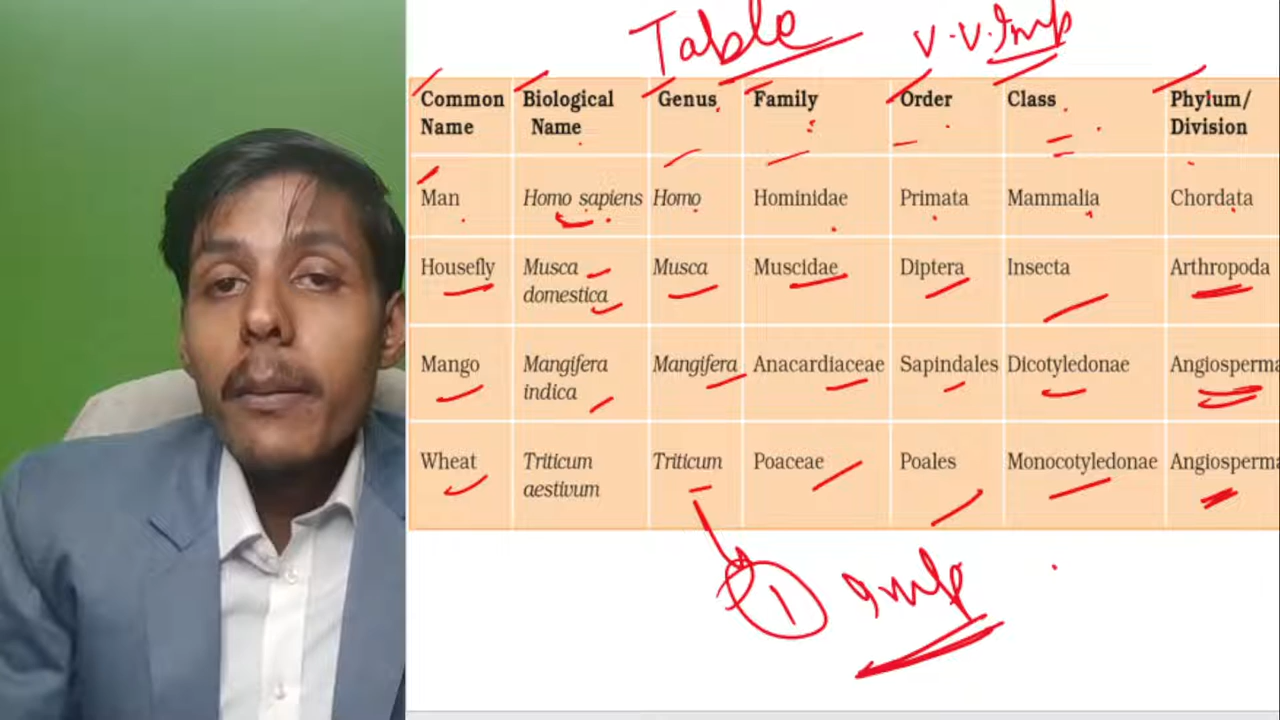 Table V.V.Imp
Common Name Biological Name Genus Family Order Class Phylum/ Division
Man Homo sapiens Homo Hominidae Primata Mammalia Chordata
Housefly Musca domestica Musca Muscidae Diptera Insecta Arthropoda
Mango Mangifera indica Mangifera Anacardiaceae Sapindales Dicotyledonae Angiosperma
Wheat Triticum aestivum Triticum Poaceae Poales Monocotyledonae Angiosperma
1 Imp